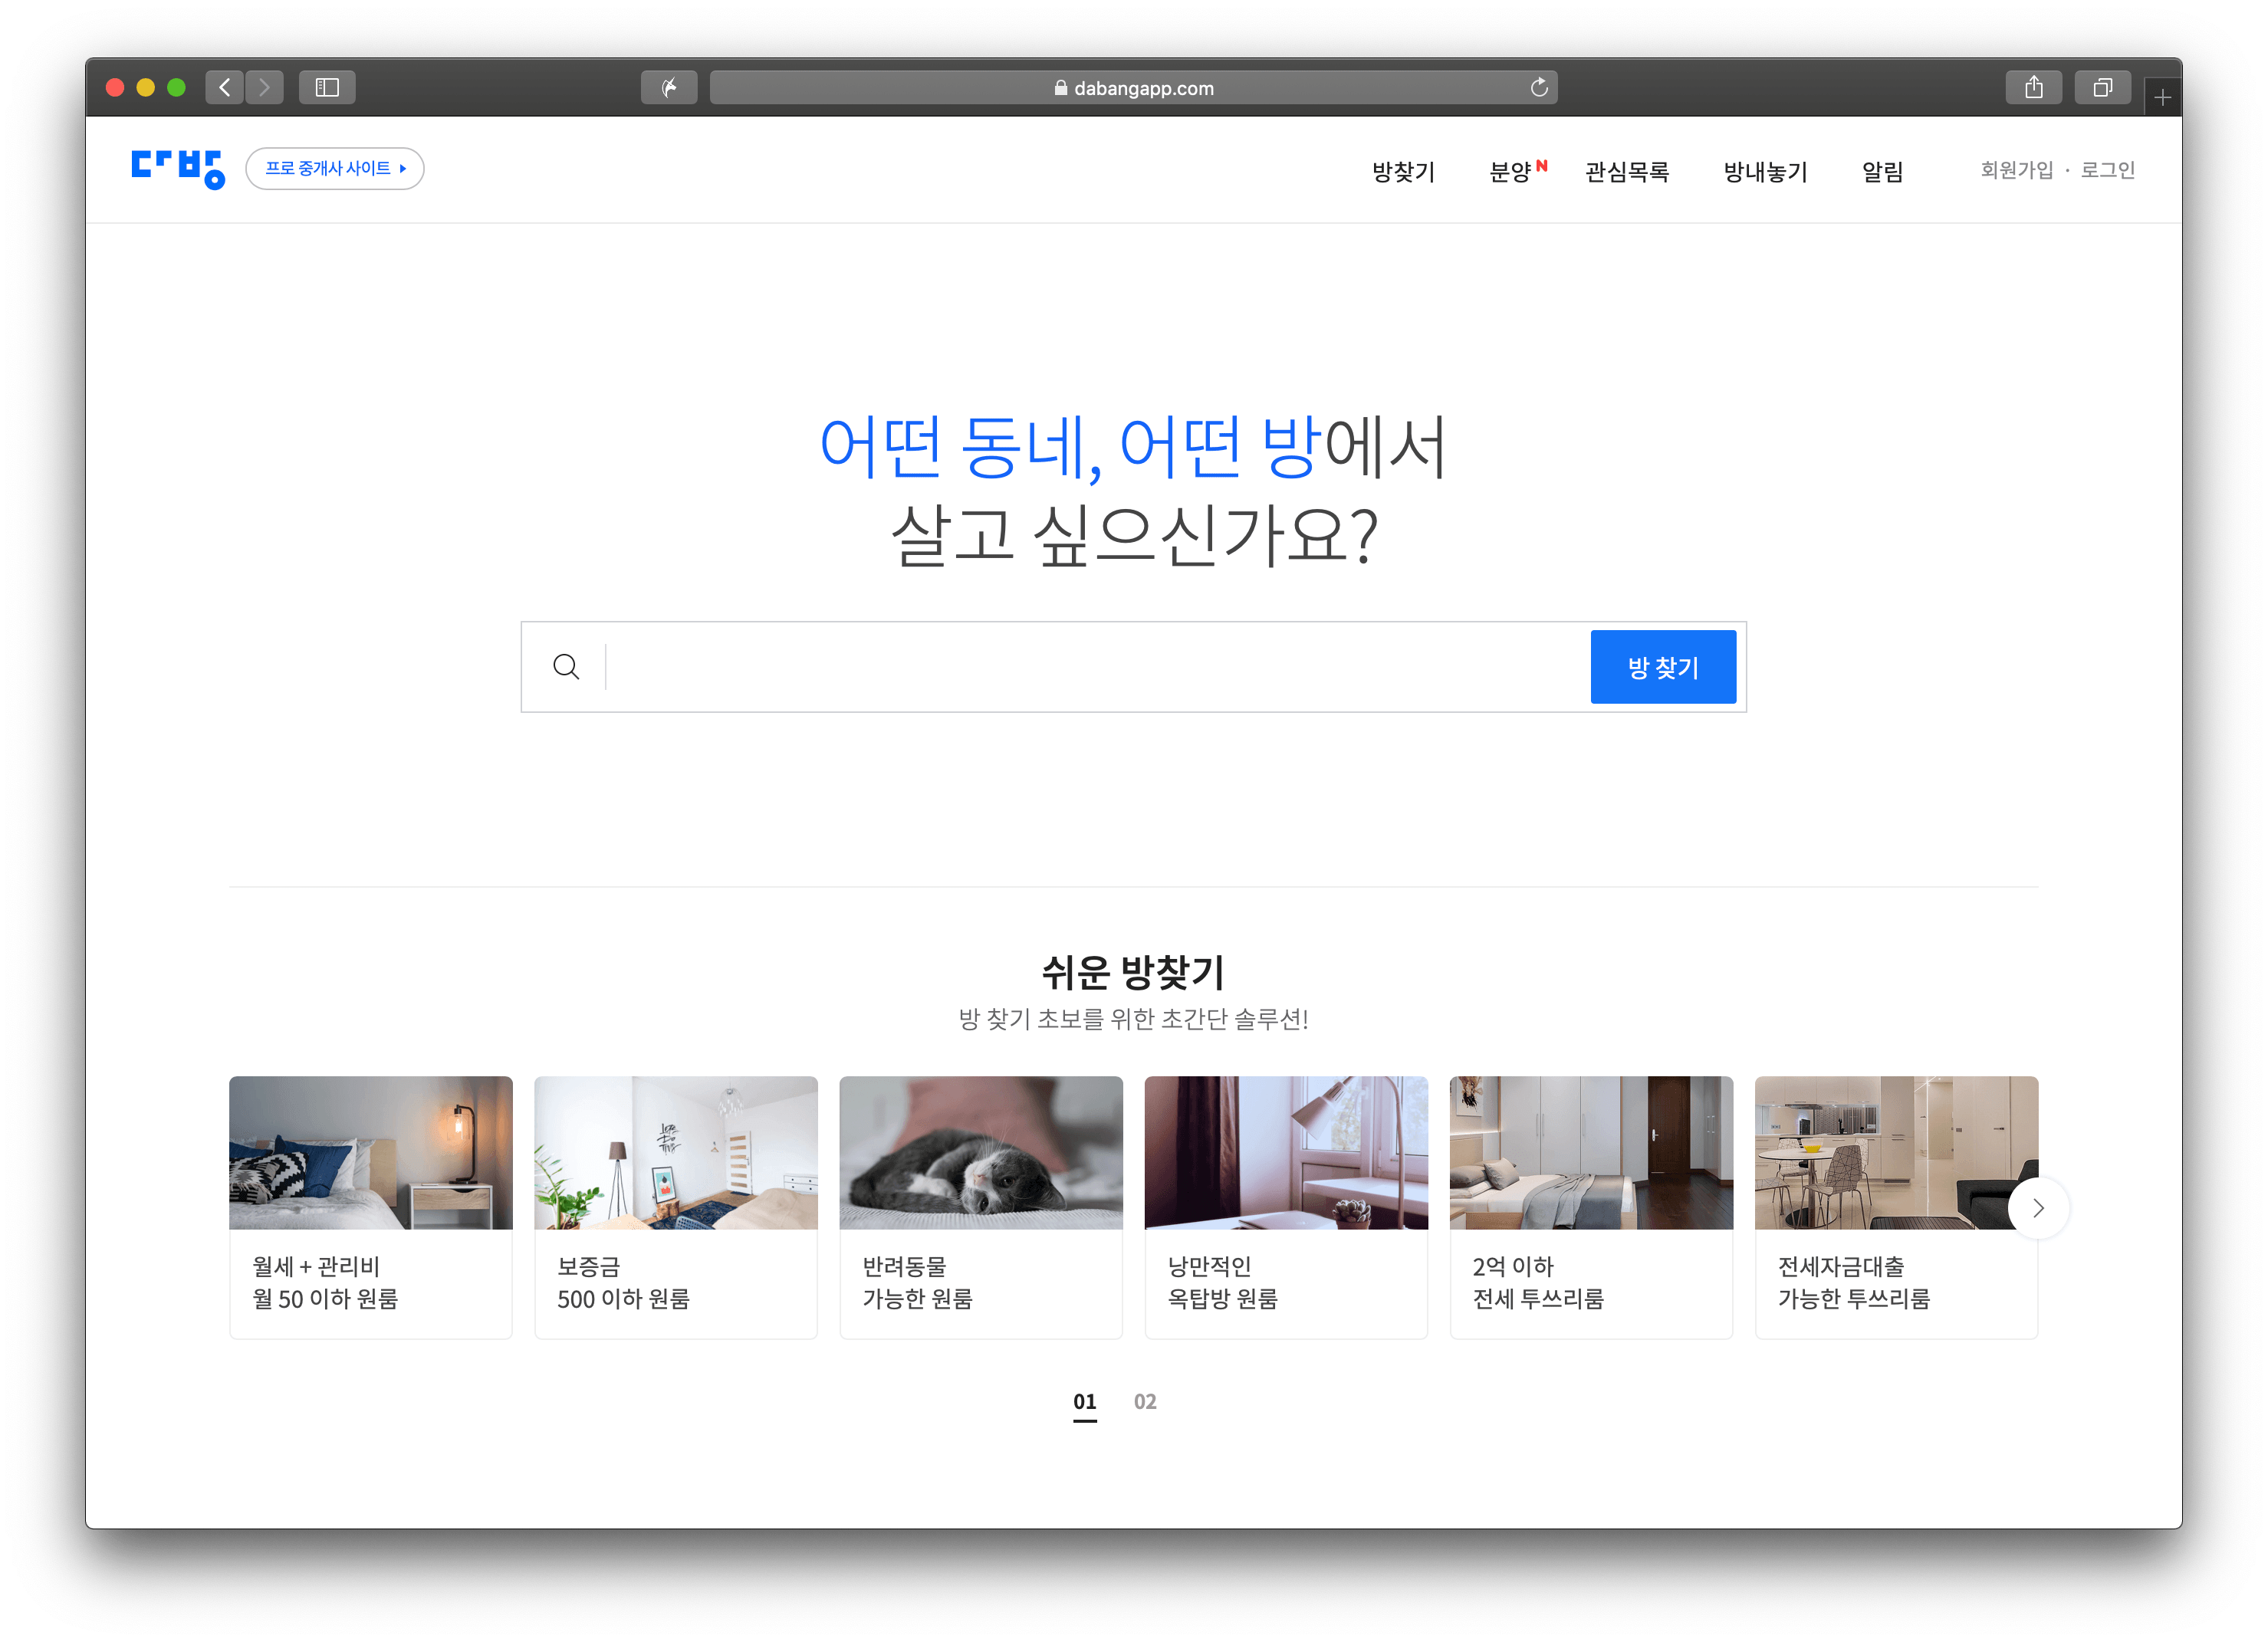 dabangapp.com
다방
프로 중개사 사이트
방찾기 분양 N 관심목록 방내놓기 알림 회원가입 · 로그인
어떤 동네, 어떤 방에서
살고 싶으신가요?
방 찾기
쉬운 방찾기
방 찾기 초보를 위한 초간단 솔루션!
월세 + 관리비
월 50 이하 원룸
보증금
500 이하 원룸
반려동물
가능한 원룸
낭만적인
옥탑방 원룸
2억 이하
전세 투쓰리룸
전세자금대출
가능한 투쓰리룸
01 02